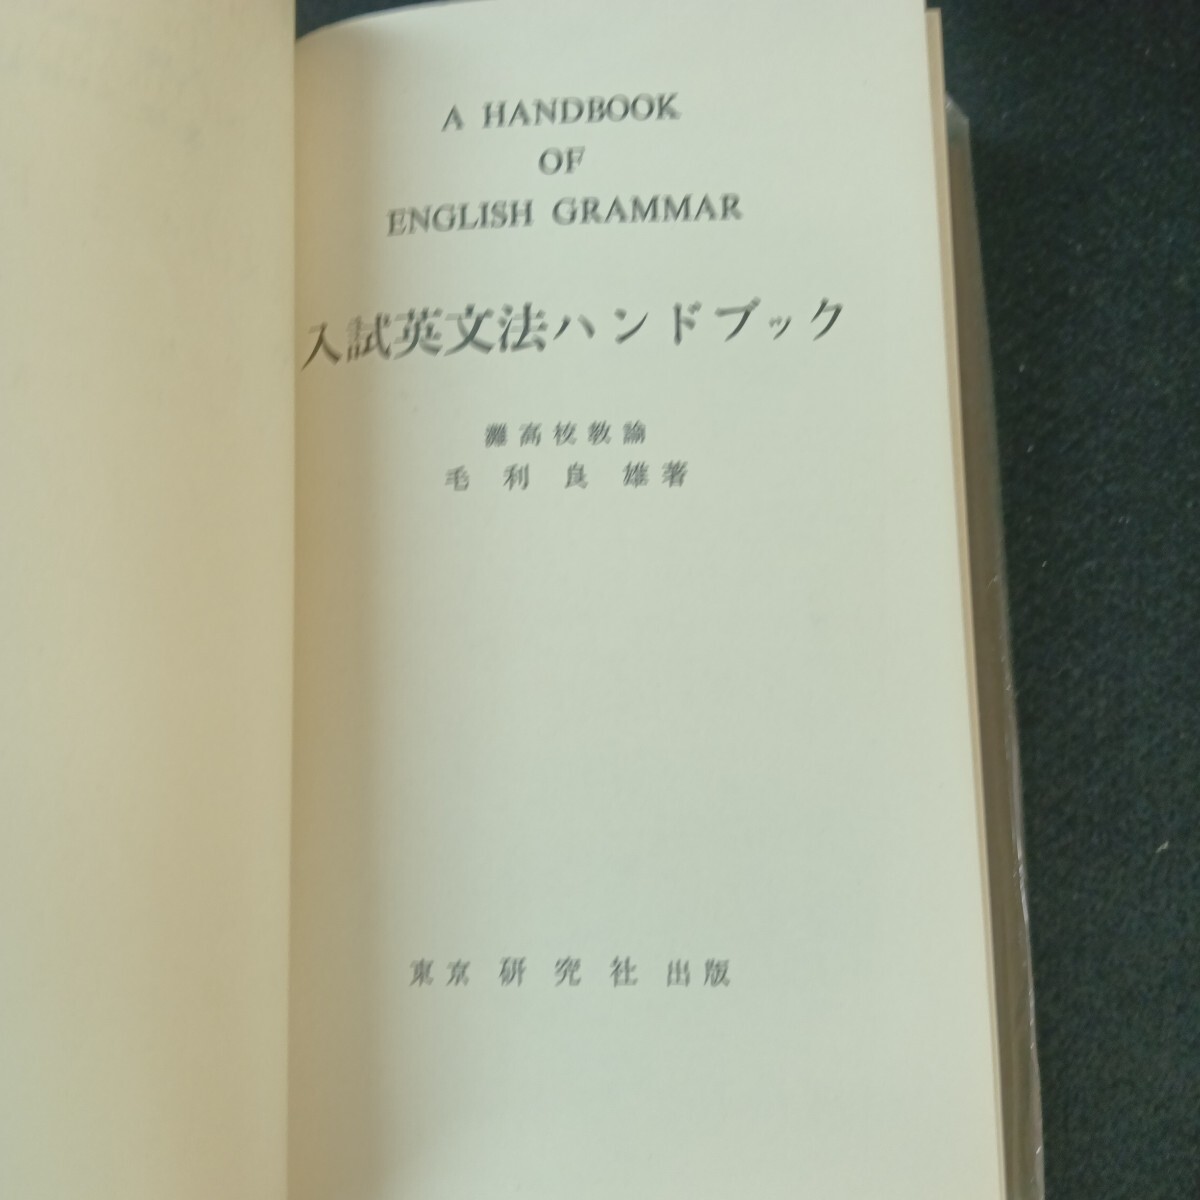 A HANDBOOK
OF
ENGLISH GRAMMAR
入試英文法ハンドブック
灘高校教諭
毛利良雄著
東京 研究社 出版